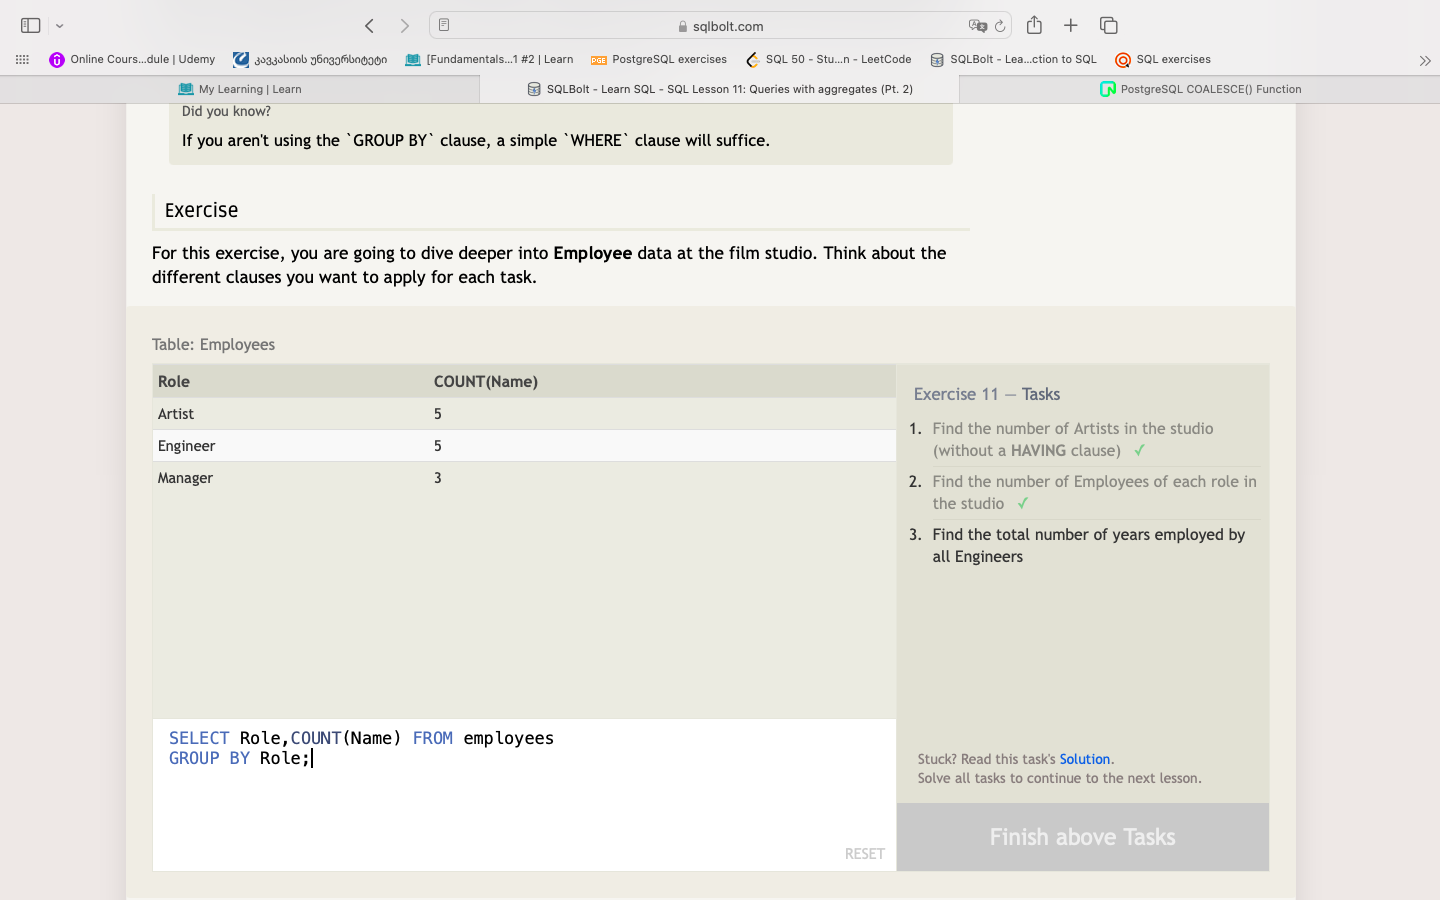 sqlbolt.com
Online Cours...dule | Udemy
კავკასიის უნივერსიტეტი
[Fundamentals...1 #2 | Learn
PGE PostgreSQL exercises
SQL 50 - Stu...n - LeetCode
SQLBolt - Lea...ction to SQL
SQL exercises
My Learning | Learn
SQLBolt - Learn SQL - SQL Lesson 11: Queries with aggregates (Pt. 2)
PostgreSQL COALESCE() Function
Did you know?
If you aren't using the `GROUP BY` clause, a simple `WHERE` clause will suffice.
Exercise
For this exercise, you are going to dive deeper into Employee data at the film studio. Think about the
different clauses you want to apply for each task.
Table: Employees
Role COUNT(Name)
Artist 5
Engineer 5
Manager 3
SELECT Role,COUNT(Name) FROM employees
GROUP BY Role;
RESET
Exercise 11 — Tasks
1. Find the number of Artists in the studio
(without a HAVING clause) ✓
2. Find the number of Employees of each role in
the studio ✓
3. Find the total number of years employed by
all Engineers
Stuck? Read this task's Solution.
Solve all tasks to continue to the next lesson.
Finish above Tasks